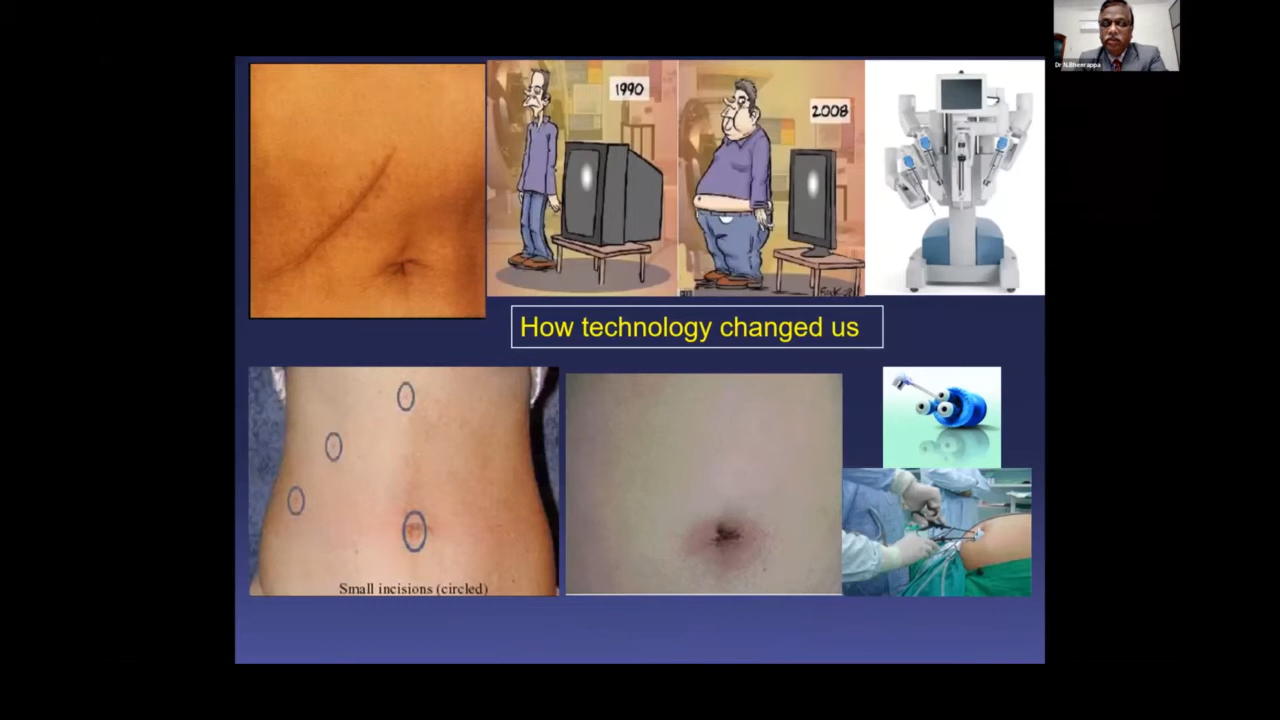 Dr N.Bheerappa
1990
2008
How technology changed us
Small incisions (circled)